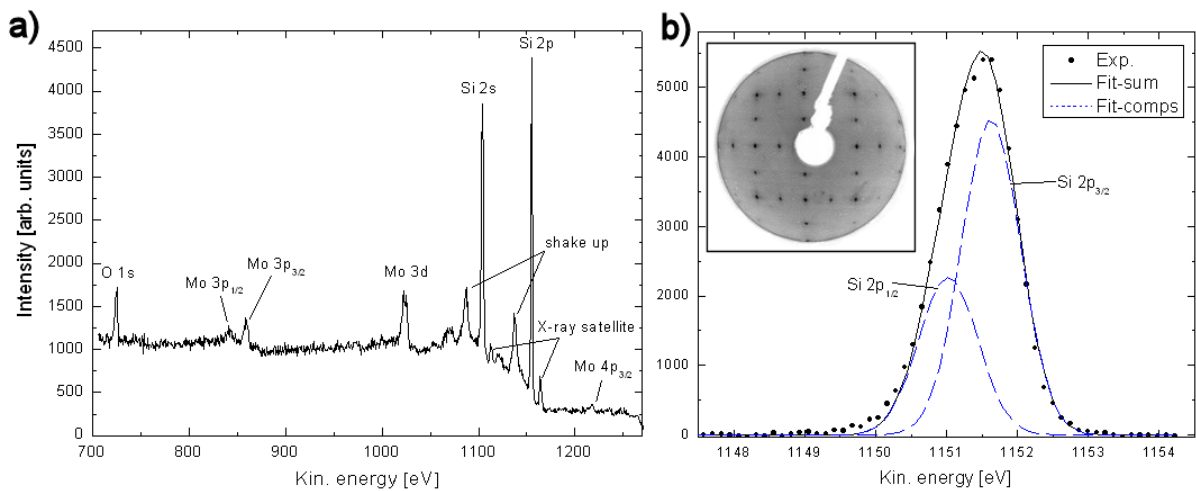 a)
Intensity [arb. units]
4500
4000
3500
3000
2500
2000
1500
1000
500
0
O 1s
Mo 3p1/2
Mo 3p3/2
Mo 3d
Si 2s
Si 2p
shake up
X-ray satellite
Mo 4p3/2
700 800 900 1000 1100 1200
Kin. energy [eV]
b)
5000
4000
3000
2000
1000
0
Exp.
Fit-sum
Fit-comps
Si 2p3/2
Si 2p1/2
1148 1149 1150 1151 1152 1153 1154
Kin. energy [eV]